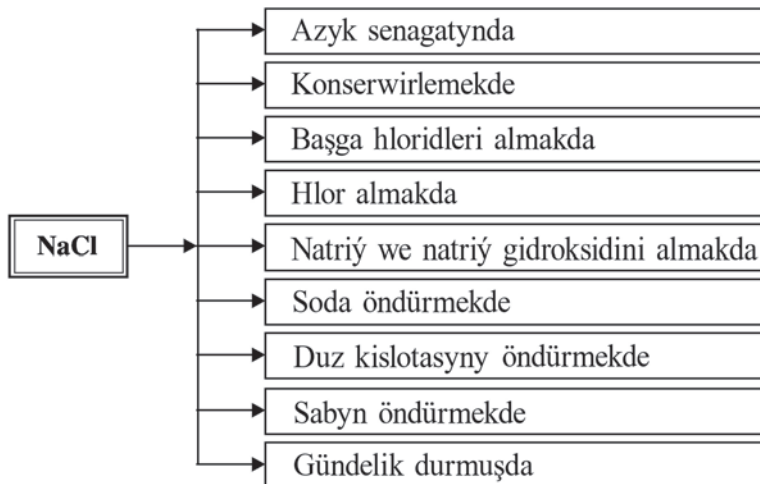 Azyk senagatynda
Konserwirlemekde
Başga hloridleri almakda
Hlor almakda
NaCl
Natriý we natriý gidroksidini almakda
Soda öndürmekde
Duz kislotasyny öndürmekde
Sabyn öndürmekde
Gündelik durmuşda